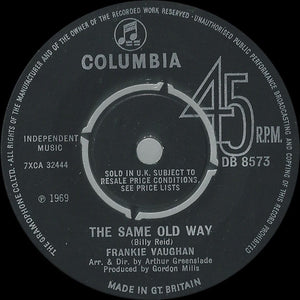 THE GRAMOPHONE CO. LTD. · ALL RIGHTS OF THE MANUFACTURER AND OF THE OWNER OF THE RECORDED WORK RESERVED · UNAUTHORISED PUBLIC PERFORMANCE, BROADCASTING AND COPYING OF THIS RECORD PROHIBITED
COLUMBIA
45
R.P.M.
INDEPENDENT
MUSIC
7XCA 32444
SOLD IN U.K. SUBJECT TO
RESALE PRICE CONDITIONS,
SEE PRICE LISTS
DB 8573
℗ 1969
THE SAME OLD WAY
(Billy Reid)
FRANKIE VAUGHAN
Arr. & Dir. by Arthur Greenslade
Produced by Gordon Mills
MADE IN GT. BRITAIN